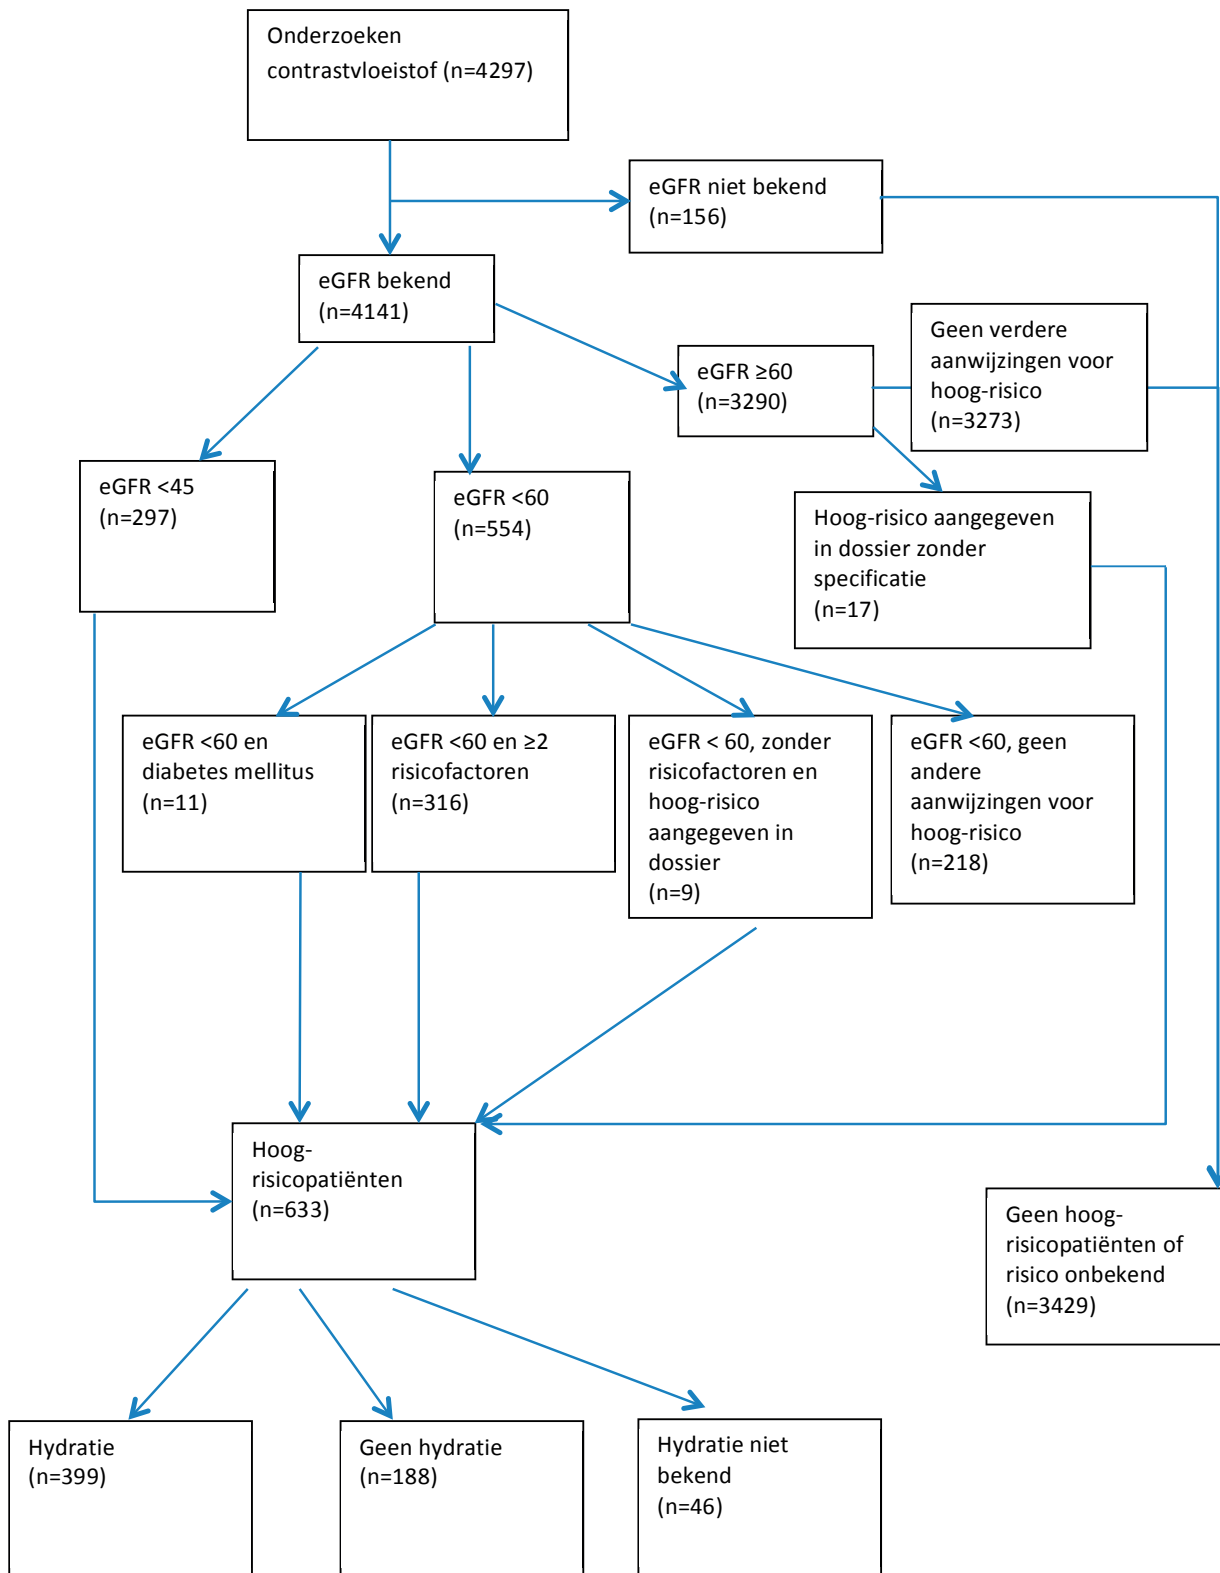 Onderzoeken
contrastvloeistof (n=4297)
eGFR niet bekend
(n=156)
eGFR bekend
(n=4141)
eGFR ≥60
(n=3290)
Geen verdere
aanwijzingen voor
hoog-risico
(n=3273)
eGFR <45
(n=297)
eGFR <60
(n=554)
Hoog-risico aangegeven
in dossier zonder
specificatie
(n=17)
eGFR <60 en
diabetes mellitus
(n=11)
eGFR <60 en ≥2
risicofactoren
(n=316)
eGFR < 60, zonder
risicofactoren en
hoog-risico
aangegeven in
dossier
(n=9)
eGFR <60, geen
andere
aanwijzingen voor
hoog-risico
(n=218)
Hoog-
risicopatiënten
(n=633)
Geen hoog-
risicopatiënten of
risico onbekend
(n=3429)
Hydratie
(n=399)
Geen hydratie
(n=188)
Hydratie niet
bekend
(n=46)